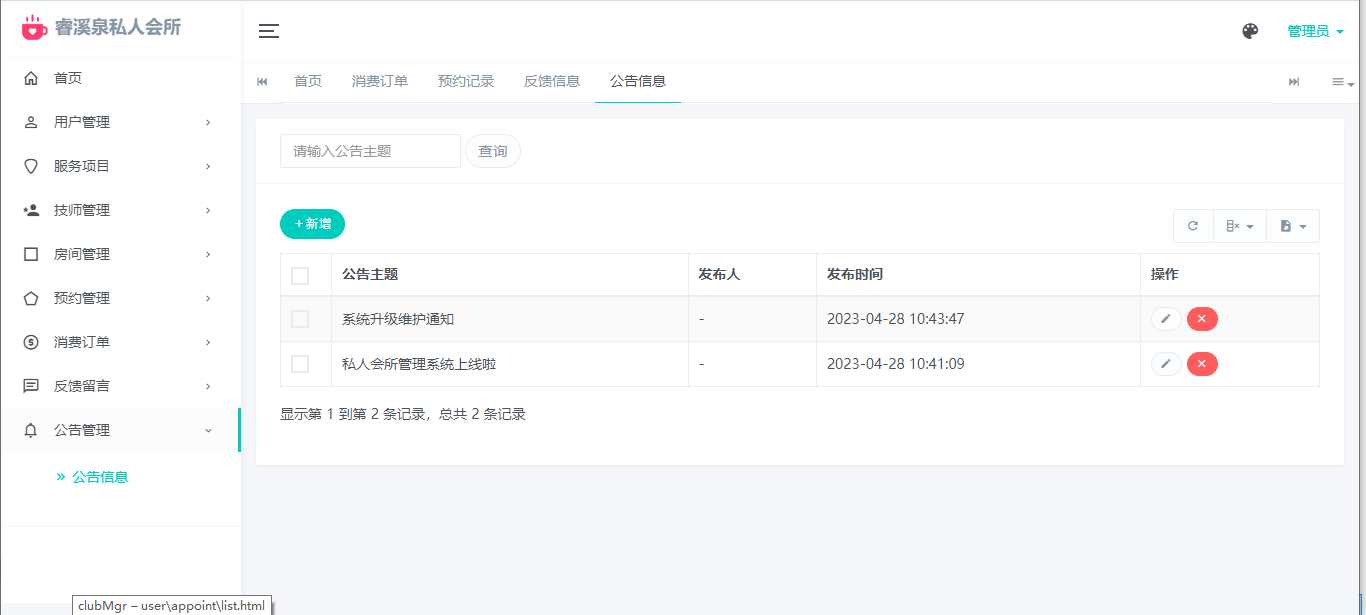 睿溪泉私人会所
管理员
首页
用户管理
服务项目
技师管理
房间管理
预约管理
消费订单
反馈留言
公告管理
» 公告信息
首页 消费订单 预约记录 反馈信息 公告信息
请输入公告主题 查询
+ 新增
公告主题 发布人 发布时间 操作
系统升级维护通知 - 2023-04-28 10:43:47
私人会所管理系统上线啦 - 2023-04-28 10:41:09
显示第 1 到第 2 条记录，总共 2 条记录
clubMgr – user\appoint\list.html